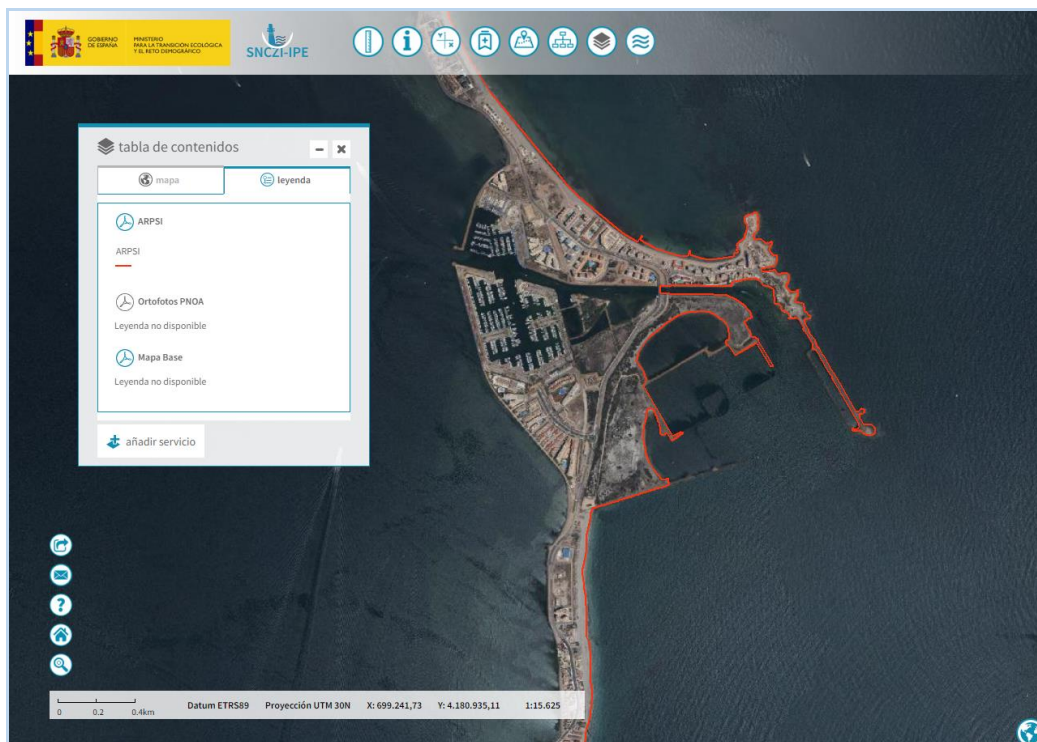 GOBIERNO
DE ESPAÑA
MINISTERIO
PARA LA TRANSICIÓN ECOLÓGICA
Y EL RETO DEMOGRÁFICO
SNCZI-IPE
tabla de contenidos
mapa
leyenda
ARPSI
ARPSI
Ortofotos PNOA
Leyenda no disponible
Mapa Base
Leyenda no disponible
añadir servicio
0 0.2 0.4km
Datum ETRS89 Proyección UTM 30N X: 699.241,73 Y: 4.180.935,11 1:15.625